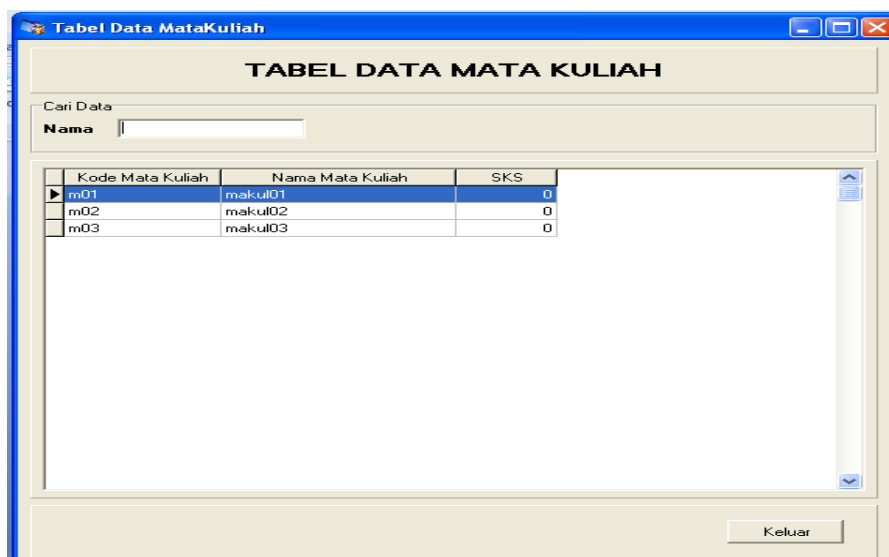 Tabel Data MataKuliah
TABEL DATA MATA KULIAH
Cari Data
Nama
Kode Mata Kuliah Nama Mata Kuliah SKS
m01 makul01 0
m02 makul02 0
m03 makul03 0
Keluar